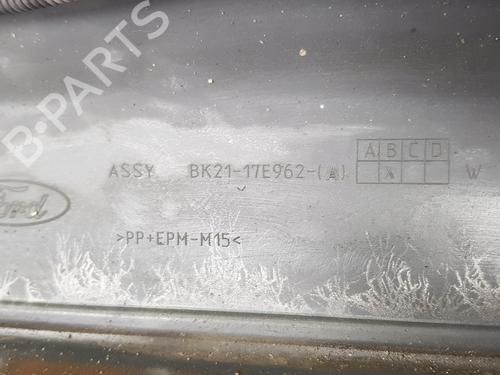 B-PARTS
A B C D
ASSY BK21-17E962-(A) X W
Ford
>PP+EPM-M15<